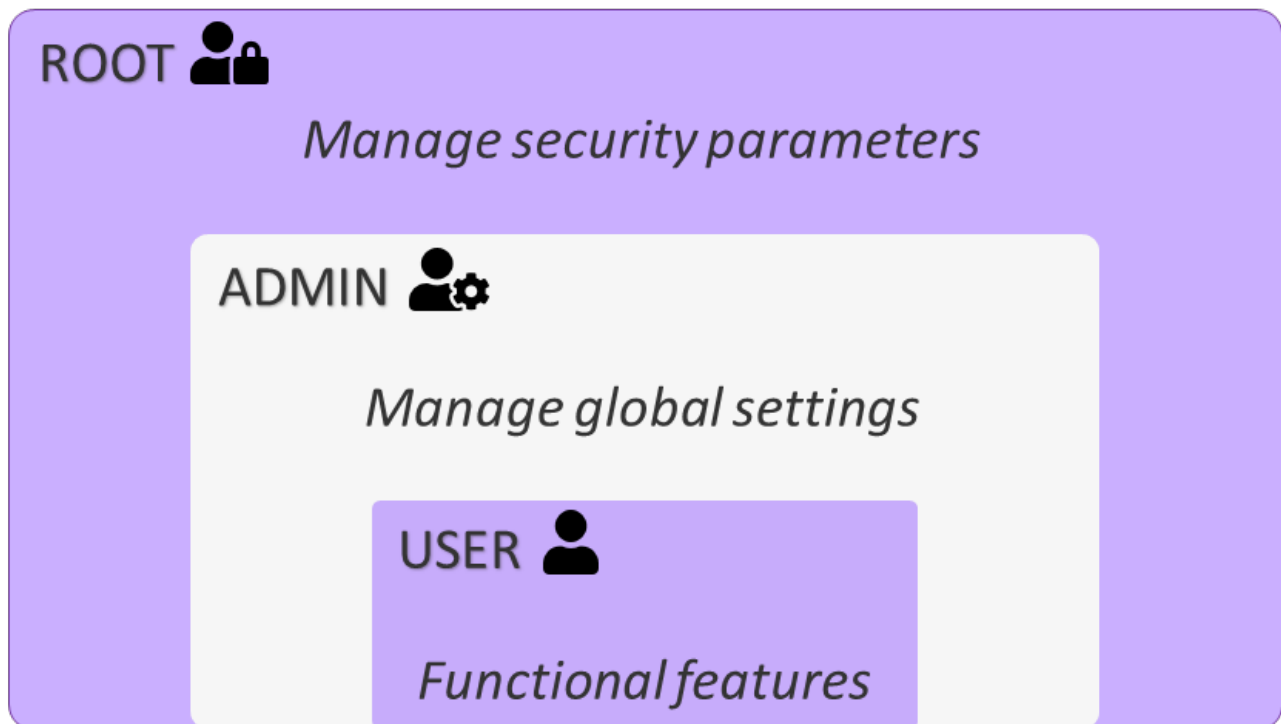 ROOT
Manage security parameters
ADMIN
Manage global settings
USER
Functional features